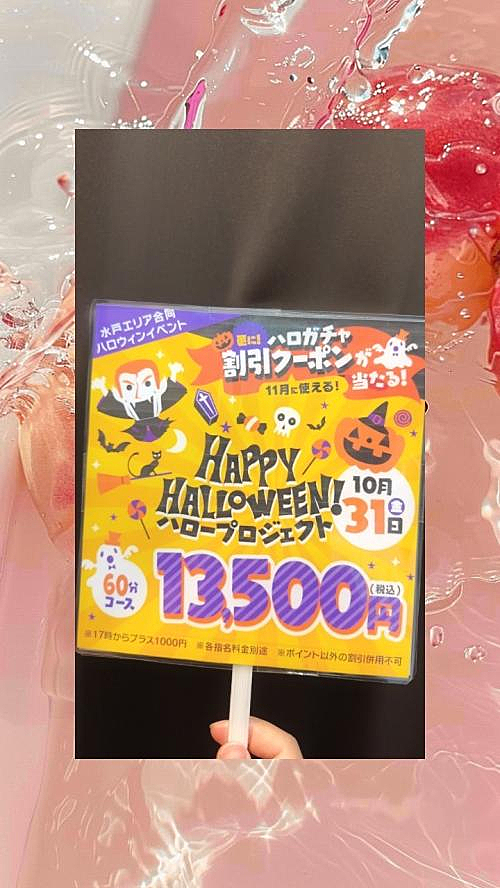 水戸エリア合同
ハロウィンイベント
更に!
ハロガチャ
割引クーポンが
当たる!
11月に使える!
HAPPY
HALLOWEEN!
ハロープロジェクト
10月
31日
金
60分
コース
13,500円
(税込)
※17時からプラス1000円 ※各指名料金別途 ※ポイント以外の割引併用不可